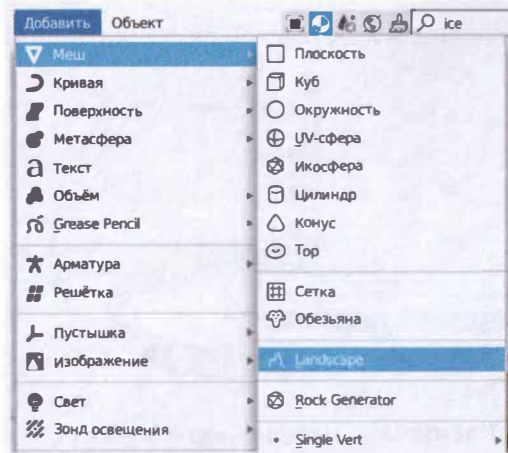 Добавить Объект
ice
Меш
Кривая
Поверхность
Метасфера
Текст
Объём
Grease Pencil
Арматура
Решётка
Пустышка
Изображение
Свет
Зонд освещения
Плоскость
Куб
Окружность
UV-сфера
Икосфера
Цилиндр
Конус
Тор
Сетка
Обезьяна
Landscape
Rock Generator
Single Vert